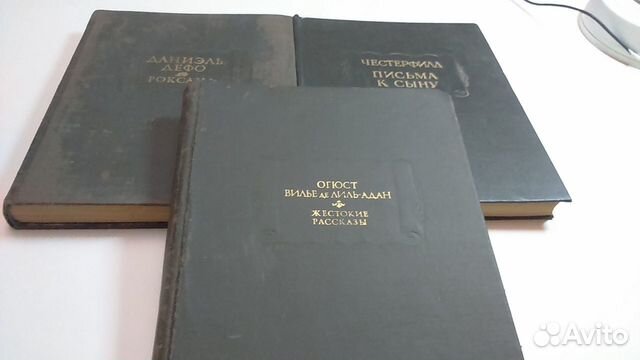 ДАНИЭЛЬ
ДЕФО
РОКСАНА
ЧЕСТЕРФИЛД
ПИСЬМА
К СЫНУ
ОГЮСТ
ВИЛЬЕ ДЕ ЛИЛЬ-АДАН
ЖЕСТОКИЕ
РАССКАЗЫ
Avito